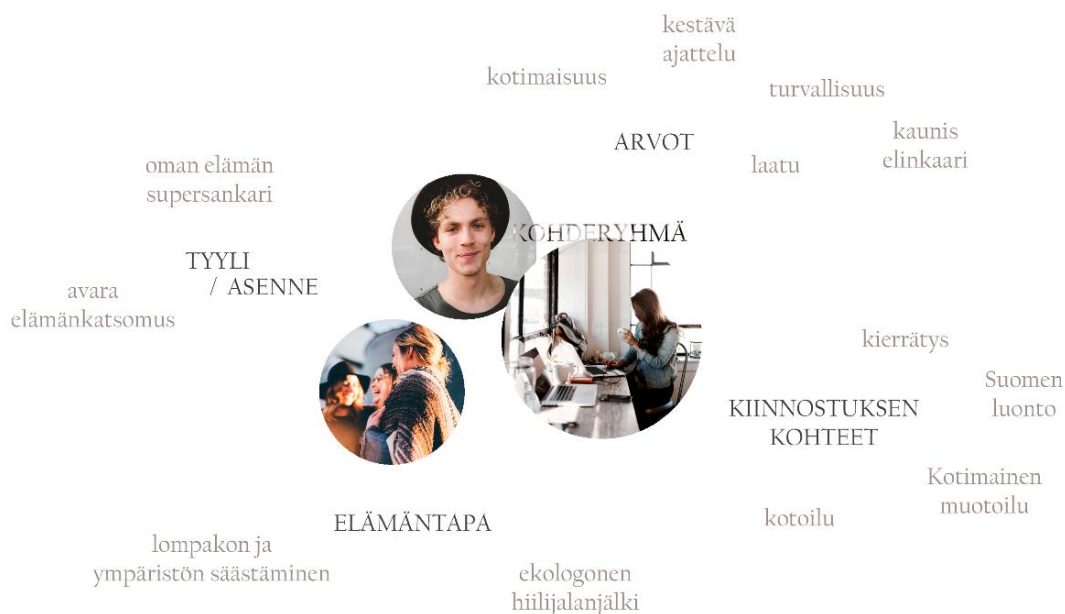 kestävä
ajattelu
kotimaisuus
turvallisuus
ARVOT
kaunis
elinkaari
laatu
oman elämän
supersankari
KOHDERYHMÄ
TYYLI
/ ASENNE
avara
elämänkatsomus
kierrätys
Suomen
luonto
KIINNOSTUKSEN
KOHTEET
Kotimainen
muotoilu
kotoilu
ELÄMÄNTAPA
lompakon ja
ympäristön säästäminen
ekologonen
hiilijalanjälki